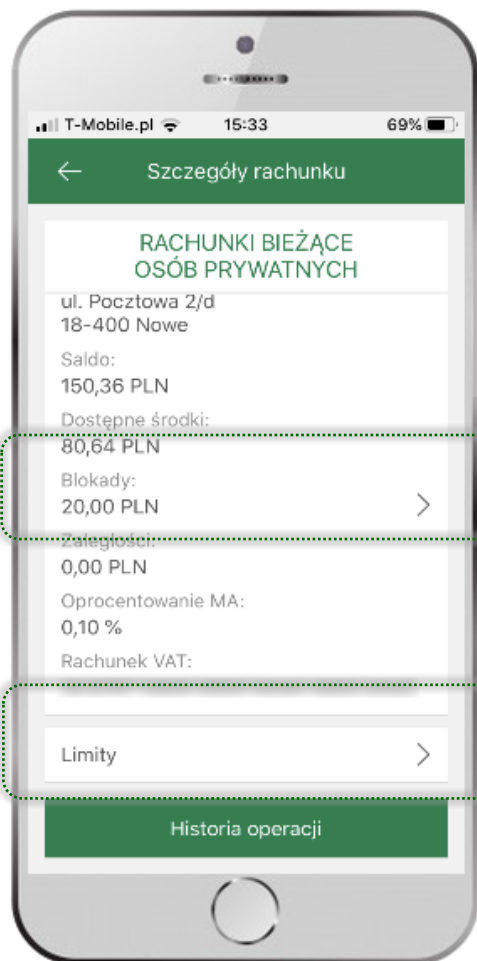 T-Mobile.pl 15:33 69%
Szczegóły rachunku
RACHUNKI BIEŻĄCE
OSÓB PRYWATNYCH
ul. Pocztowa 2/d
18-400 Nowe
Saldo:
150,36 PLN
Dostępne środki:
80,64 PLN
Blokady:
20,00 PLN
Zaległości:
0,00 PLN
Oprocentowanie MA:
0,10 %
Rachunek VAT:
Limity
Historia operacji